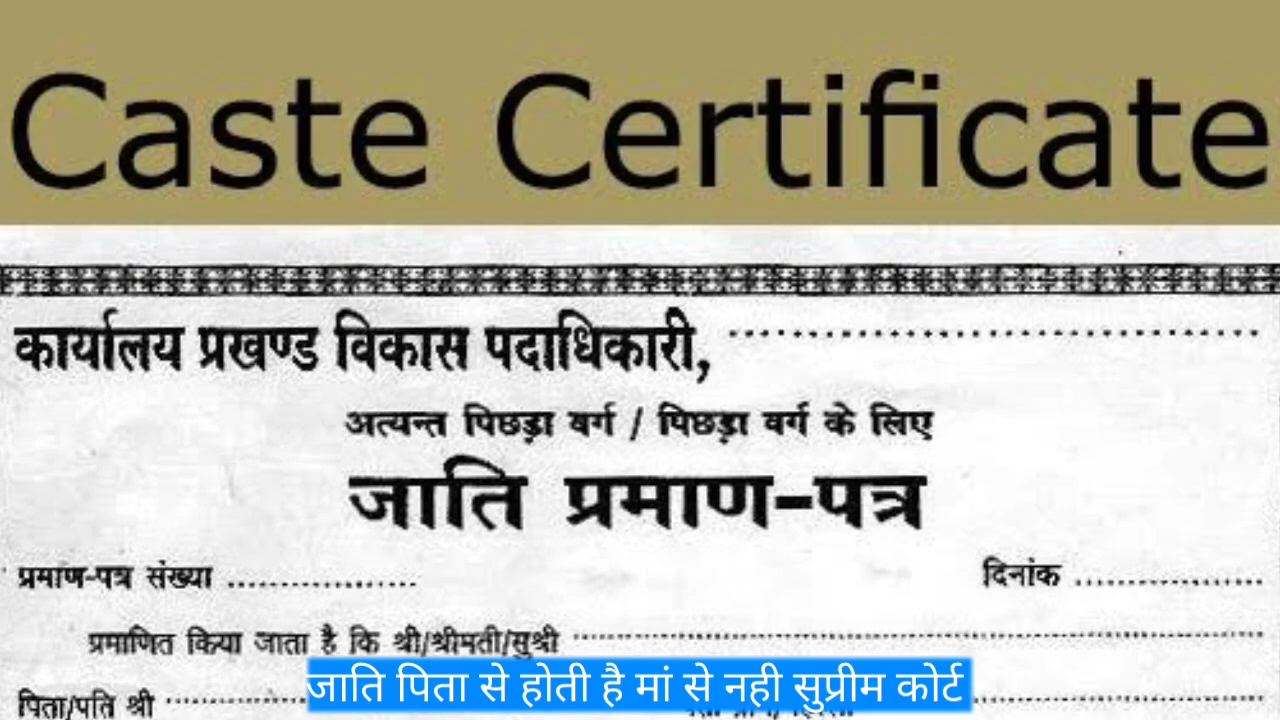 Caste Certificate
कार्यालय प्रखण्ड विकास पदाधिकारी, ........................................
अत्यन्त पिछड़ा वर्ग / पिछड़ा वर्ग के लिए
जाति प्रमाण-पत्र
प्रमाण-पत्र संख्या .................. दिनांक ..................
प्रमाणित किया जाता है कि श्री/श्रीमती/सुश्री ........................................
पिता/पति श्री ..................
जाति पिता से होती है मां से नही सुप्रीम कोर्ट